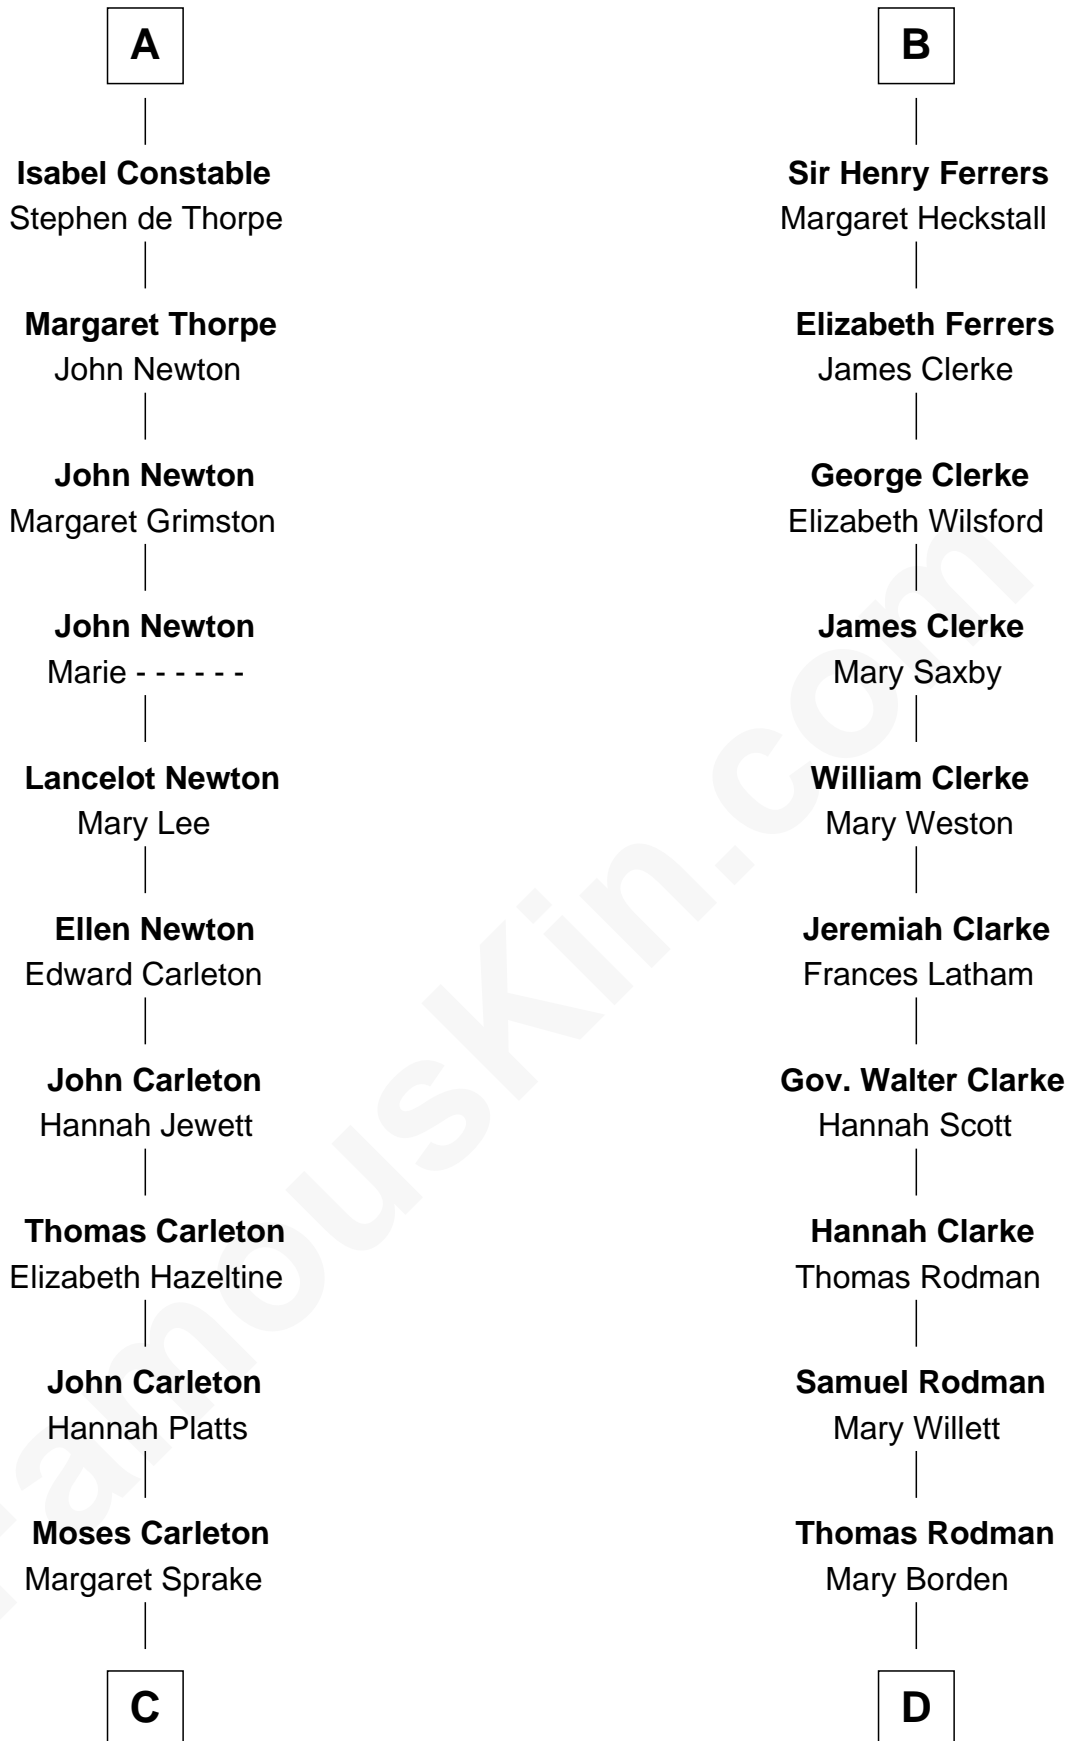 A
Isabel Constable
Stephen de Thorpe
Margaret Thorpe
John Newton
John Newton
Margaret Grimston
John Newton
Marie - - - - - -
Lancelot Newton
Mary Lee
Ellen Newton
Edward Carleton
John Carleton
Hannah Jewett
Thomas Carleton
Elizabeth Hazeltine
John Carleton
Hannah Platts
Moses Carleton
Margaret Sprake
C
B
Sir Henry Ferrers
Margaret Heckstall
Elizabeth Ferrers
James Clerke
George Clerke
Elizabeth Wilsford
James Clerke
Mary Saxby
William Clerke
Mary Weston
Jeremiah Clarke
Frances Latham
Gov. Walter Clarke
Hannah Scott
Hannah Clarke
Thomas Rodman
Samuel Rodman
Mary Willett
Thomas Rodman
Mary Borden
D
FamousKin.com